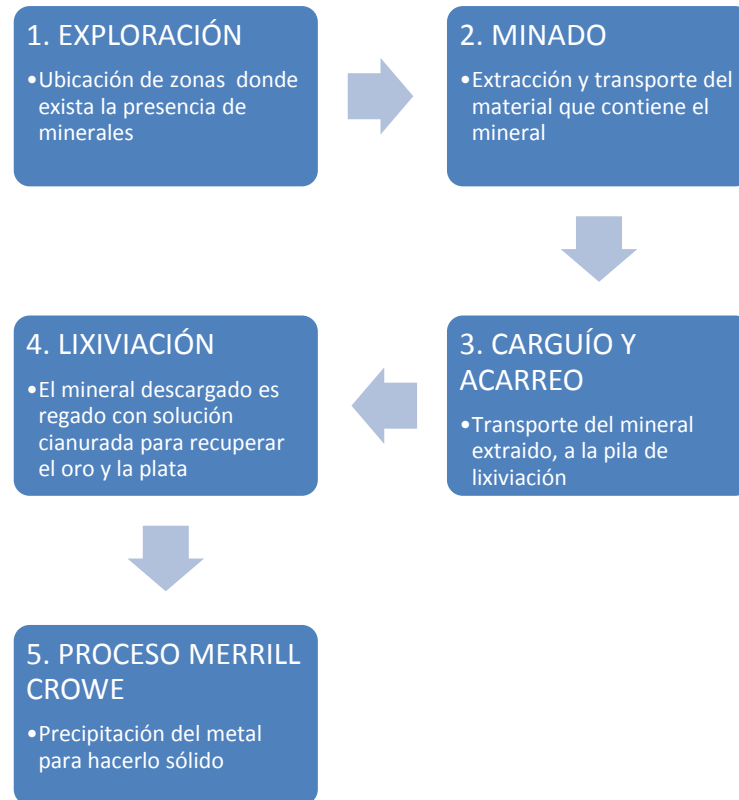 1. EXPLORACIÓN
•Ubicación de zonas donde
exista la presencia de
minerales
2. MINADO
•Extracción y transporte del
material que contiene el
mineral
3. CARGUÍO Y
ACARREO
•Transporte del mineral
extraido, a la pila de
lixiviación
4. LIXIVIACIÓN
•El mineral descargado es
regado con solución
cianurada para recuperar
el oro y la plata
5. PROCESO MERRILL
CROWE
•Precipitación del metal
para hacerlo sólido